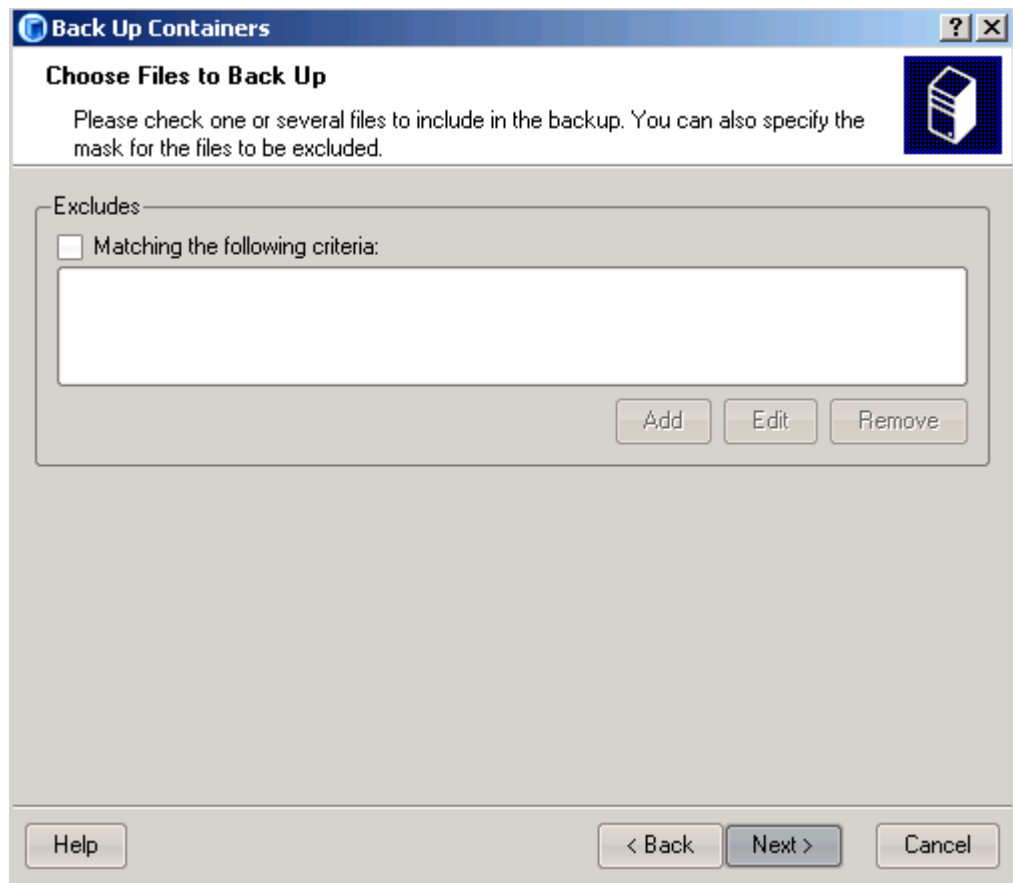 Back Up Containers
Choose Files to Back Up
Please check one or several files to include in the backup. You can also specify the
mask for the files to be excluded.
Excludes
Matching the following criteria:
Add Edit Remove
Help < Back Next > Cancel